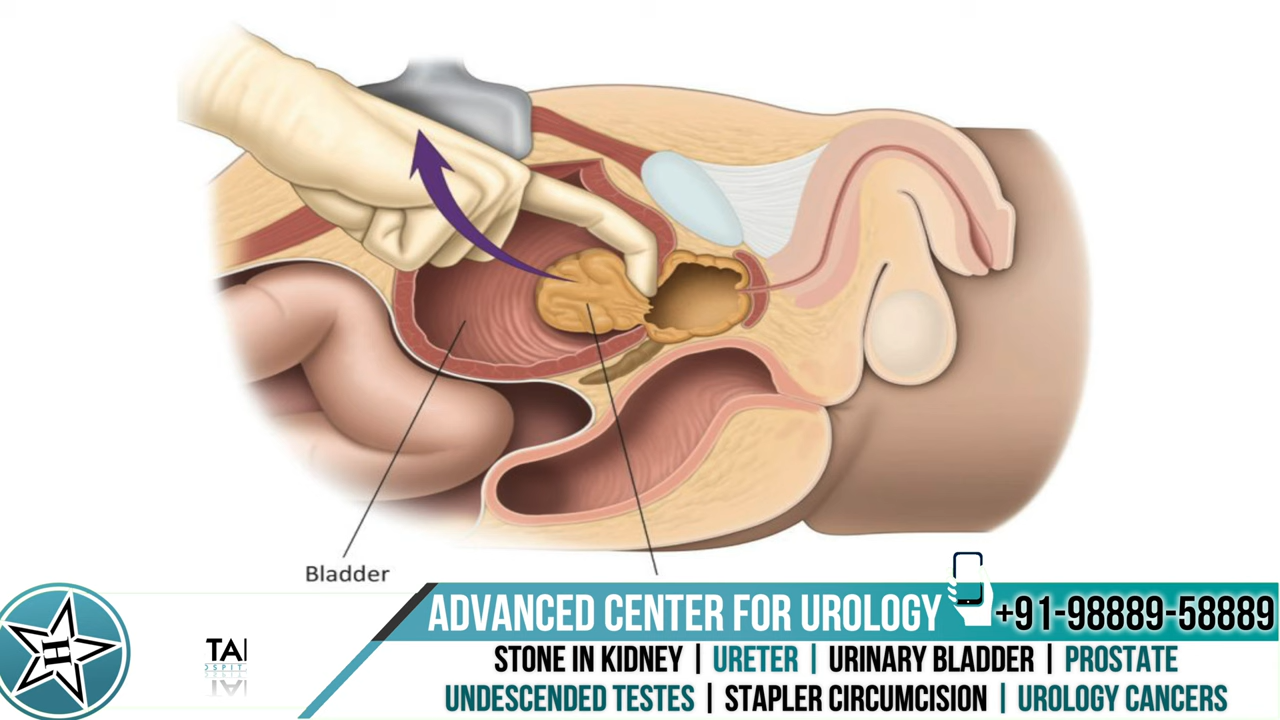 Bladder
ADVANCED CENTER FOR UROLOGY
+91-98889-58889
STONE IN KIDNEY | URETER | URINARY BLADDER | PROSTATE
UNDESCENDED TESTES | STAPLER CIRCUMCISION | UROLOGY CANCERS
H
TAI